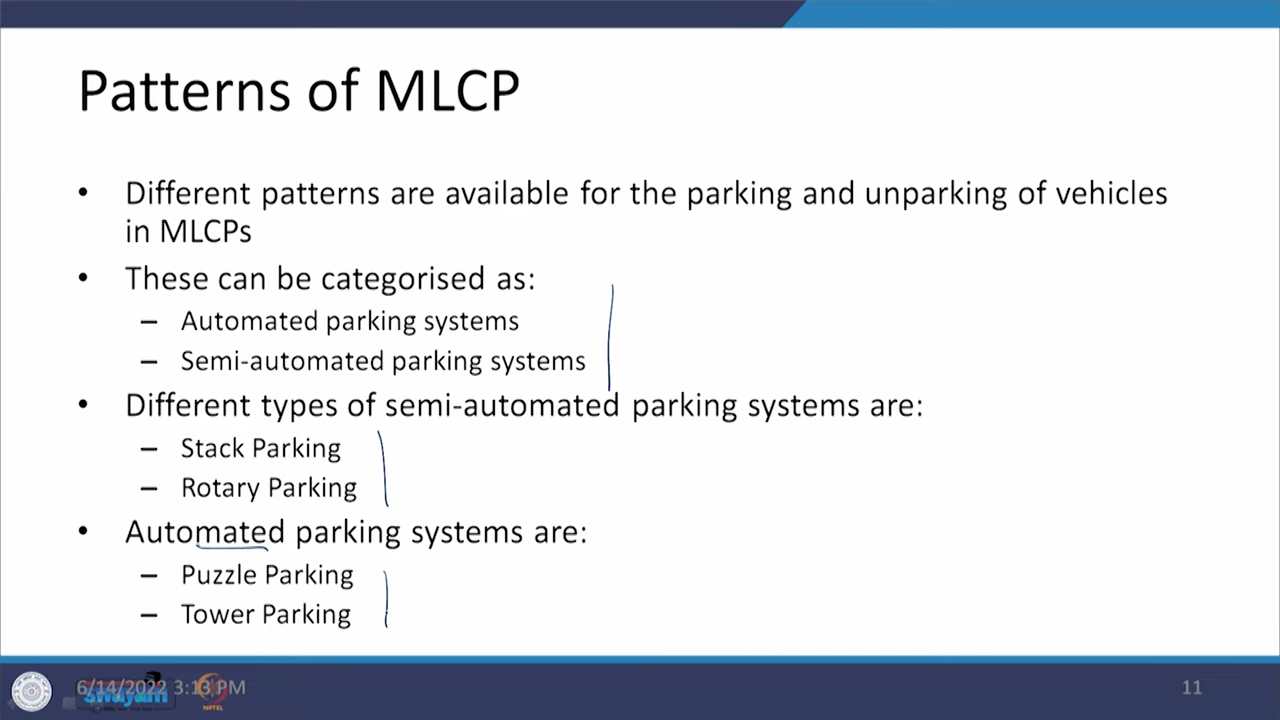 Patterns of MLCP
• Different patterns are available for the parking and unparking of vehicles
in MLCPs
• These can be categorised as:
– Automated parking systems
– Semi-automated parking systems
• Different types of semi-automated parking systems are:
– Stack Parking
– Rotary Parking
• Automated parking systems are:
– Puzzle Parking
– Tower Parking
6/14/2022 3:13 PM
swayam
NPTEL
11